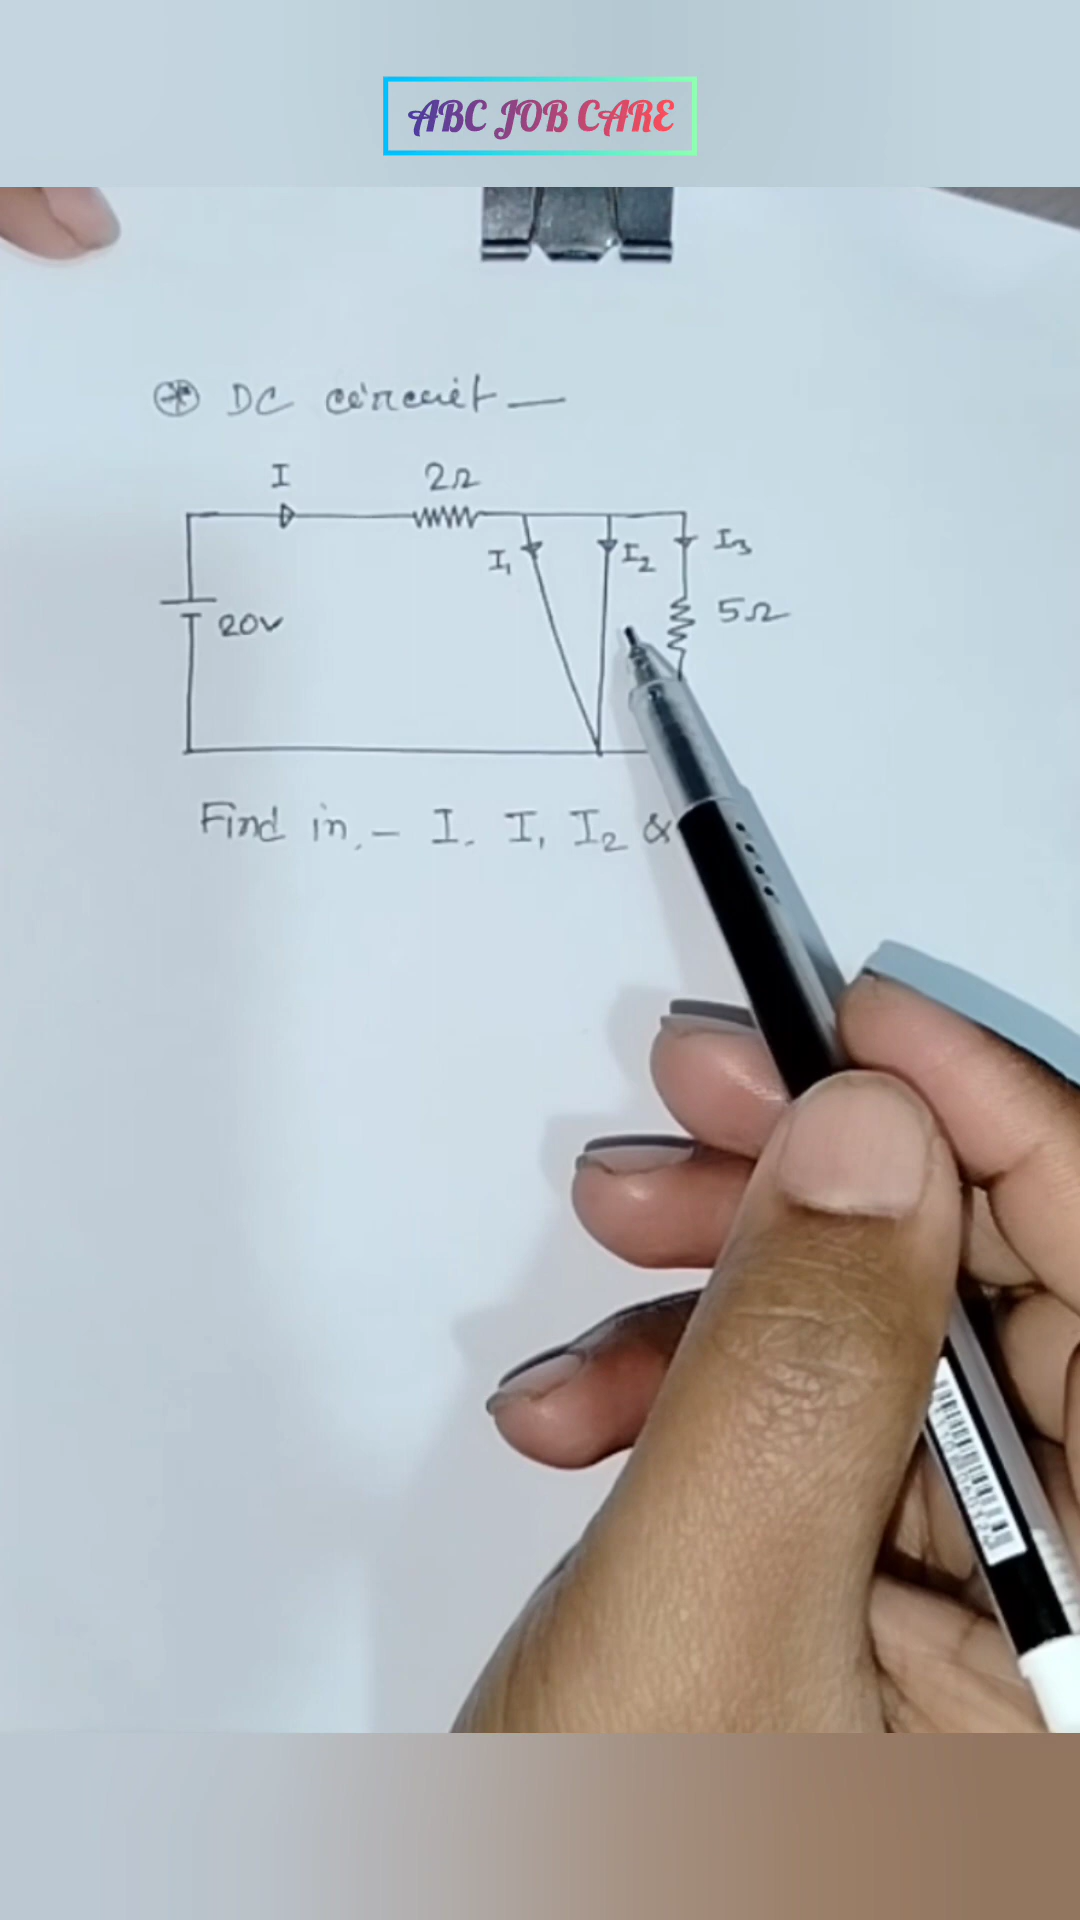 ABC JOB CARE
DC circuit —
I
2Ω
I₁
I₂
I₃
20v
5Ω
Find in, – I, I₁ I₂ &